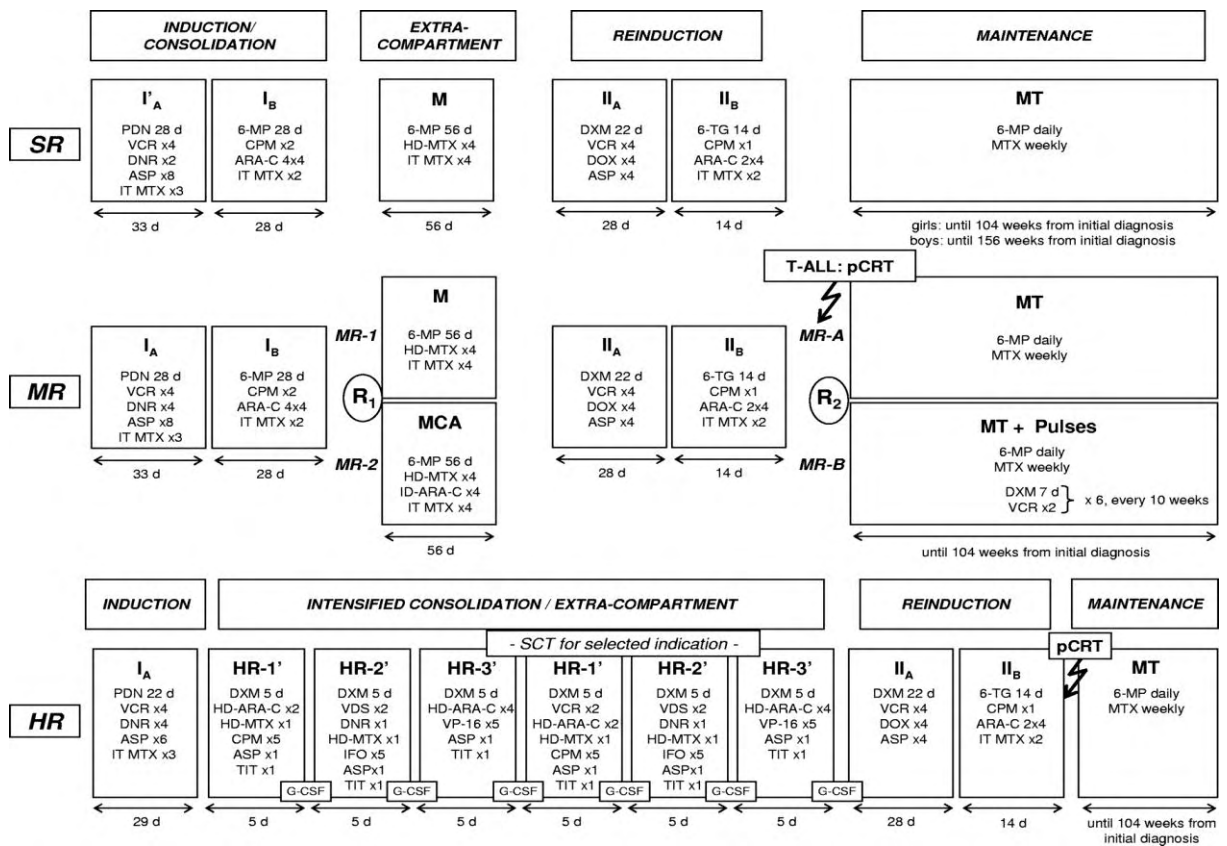 INDUCTION/
CONSOLIDATION
EXTRA-
COMPARTMENT
REINDUCTION
MAINTENANCE
SR
I'A
PDN 28 d
VCR x4
DNR x2
ASP x8
IT MTX x3
33 d
IB
6-MP 28 d
CPM x2
ARA-C 4x4
IT MTX x2
28 d
M
6-MP 56 d
HD-MTX x4
IT MTX x4
56 d
IIA
DXM 22 d
VCR x4
DOX x4
ASP x4
28 d
IIB
6-TG 14 d
CPM x1
ARA-C 2x4
IT MTX x2
14 d
MT
6-MP daily
MTX weekly
girls: until 104 weeks from initial diagnosis
boys: until 156 weeks from initial diagnosis
MR
IA
PDN 28 d
VCR x4
DNR x4
ASP x8
IT MTX x3
33 d
IB
6-MP 28 d
CPM x2
ARA-C 4x4
IT MTX x2
28 d
R1
MR-1
M
6-MP 56 d
HD-MTX x4
IT MTX x4
MR-2
MCA
6-MP 56 d
HD-MTX x4
ID-ARA-C x4
IT MTX x4
56 d
IIA
DXM 22 d
VCR x4
DOX x4
ASP x4
28 d
IIB
6-TG 14 d
CPM x1
ARA-C 2x4
IT MTX x2
14 d
T-ALL: pCRT
R2
MR-A
MT
6-MP daily
MTX weekly
MR-B
MT + Pulses
6-MP daily
MTX weekly
DXM 7 d
VCR x2
x 6, every 10 weeks
until 104 weeks from initial diagnosis
INDUCTION
INTENSIFIED CONSOLIDATION / EXTRA-COMPARTMENT
REINDUCTION
MAINTENANCE
- SCT for selected indication -
HR
IA
PDN 22 d
VCR x4
DNR x4
ASP x6
IT MTX x3
29 d
HR-1'
DXM 5 d
VCR x2
HD-ARA-C x2
HD-MTX x1
CPM x5
ASP x1
TIT x1
G-CSF
5 d
HR-2'
DXM 5 d
VDS x2
DNR x1
HD-MTX x1
IFO x5
ASPx1
TIT x1
G-CSF
5 d
HR-3'
DXM 5 d
HD-ARA-C x4
VP-16 x5
ASP x1
TIT x1
G-CSF
5 d
HR-1'
DXM 5 d
VCR x2
HD-ARA-C x2
HD-MTX x1
CPM x5
ASP x1
TIT x1
G-CSF
5 d
HR-2'
DXM 5 d
VDS x2
DNR x1
HD-MTX x1
IFO x5
ASPx1
TIT x1
G-CSF
5 d
HR-3'
DXM 5 d
HD-ARA-C x4
VP-16 x5
ASP x1
TIT x1
G-CSF
5 d
IIA
DXM 22 d
VCR x4
DOX x4
ASP x4
28 d
IIB
6-TG 14 d
CPM x1
ARA-C 2x4
IT MTX x2
14 d
pCRT
MT
6-MP daily
MTX weekly
until 104 weeks from
initial diagnosis